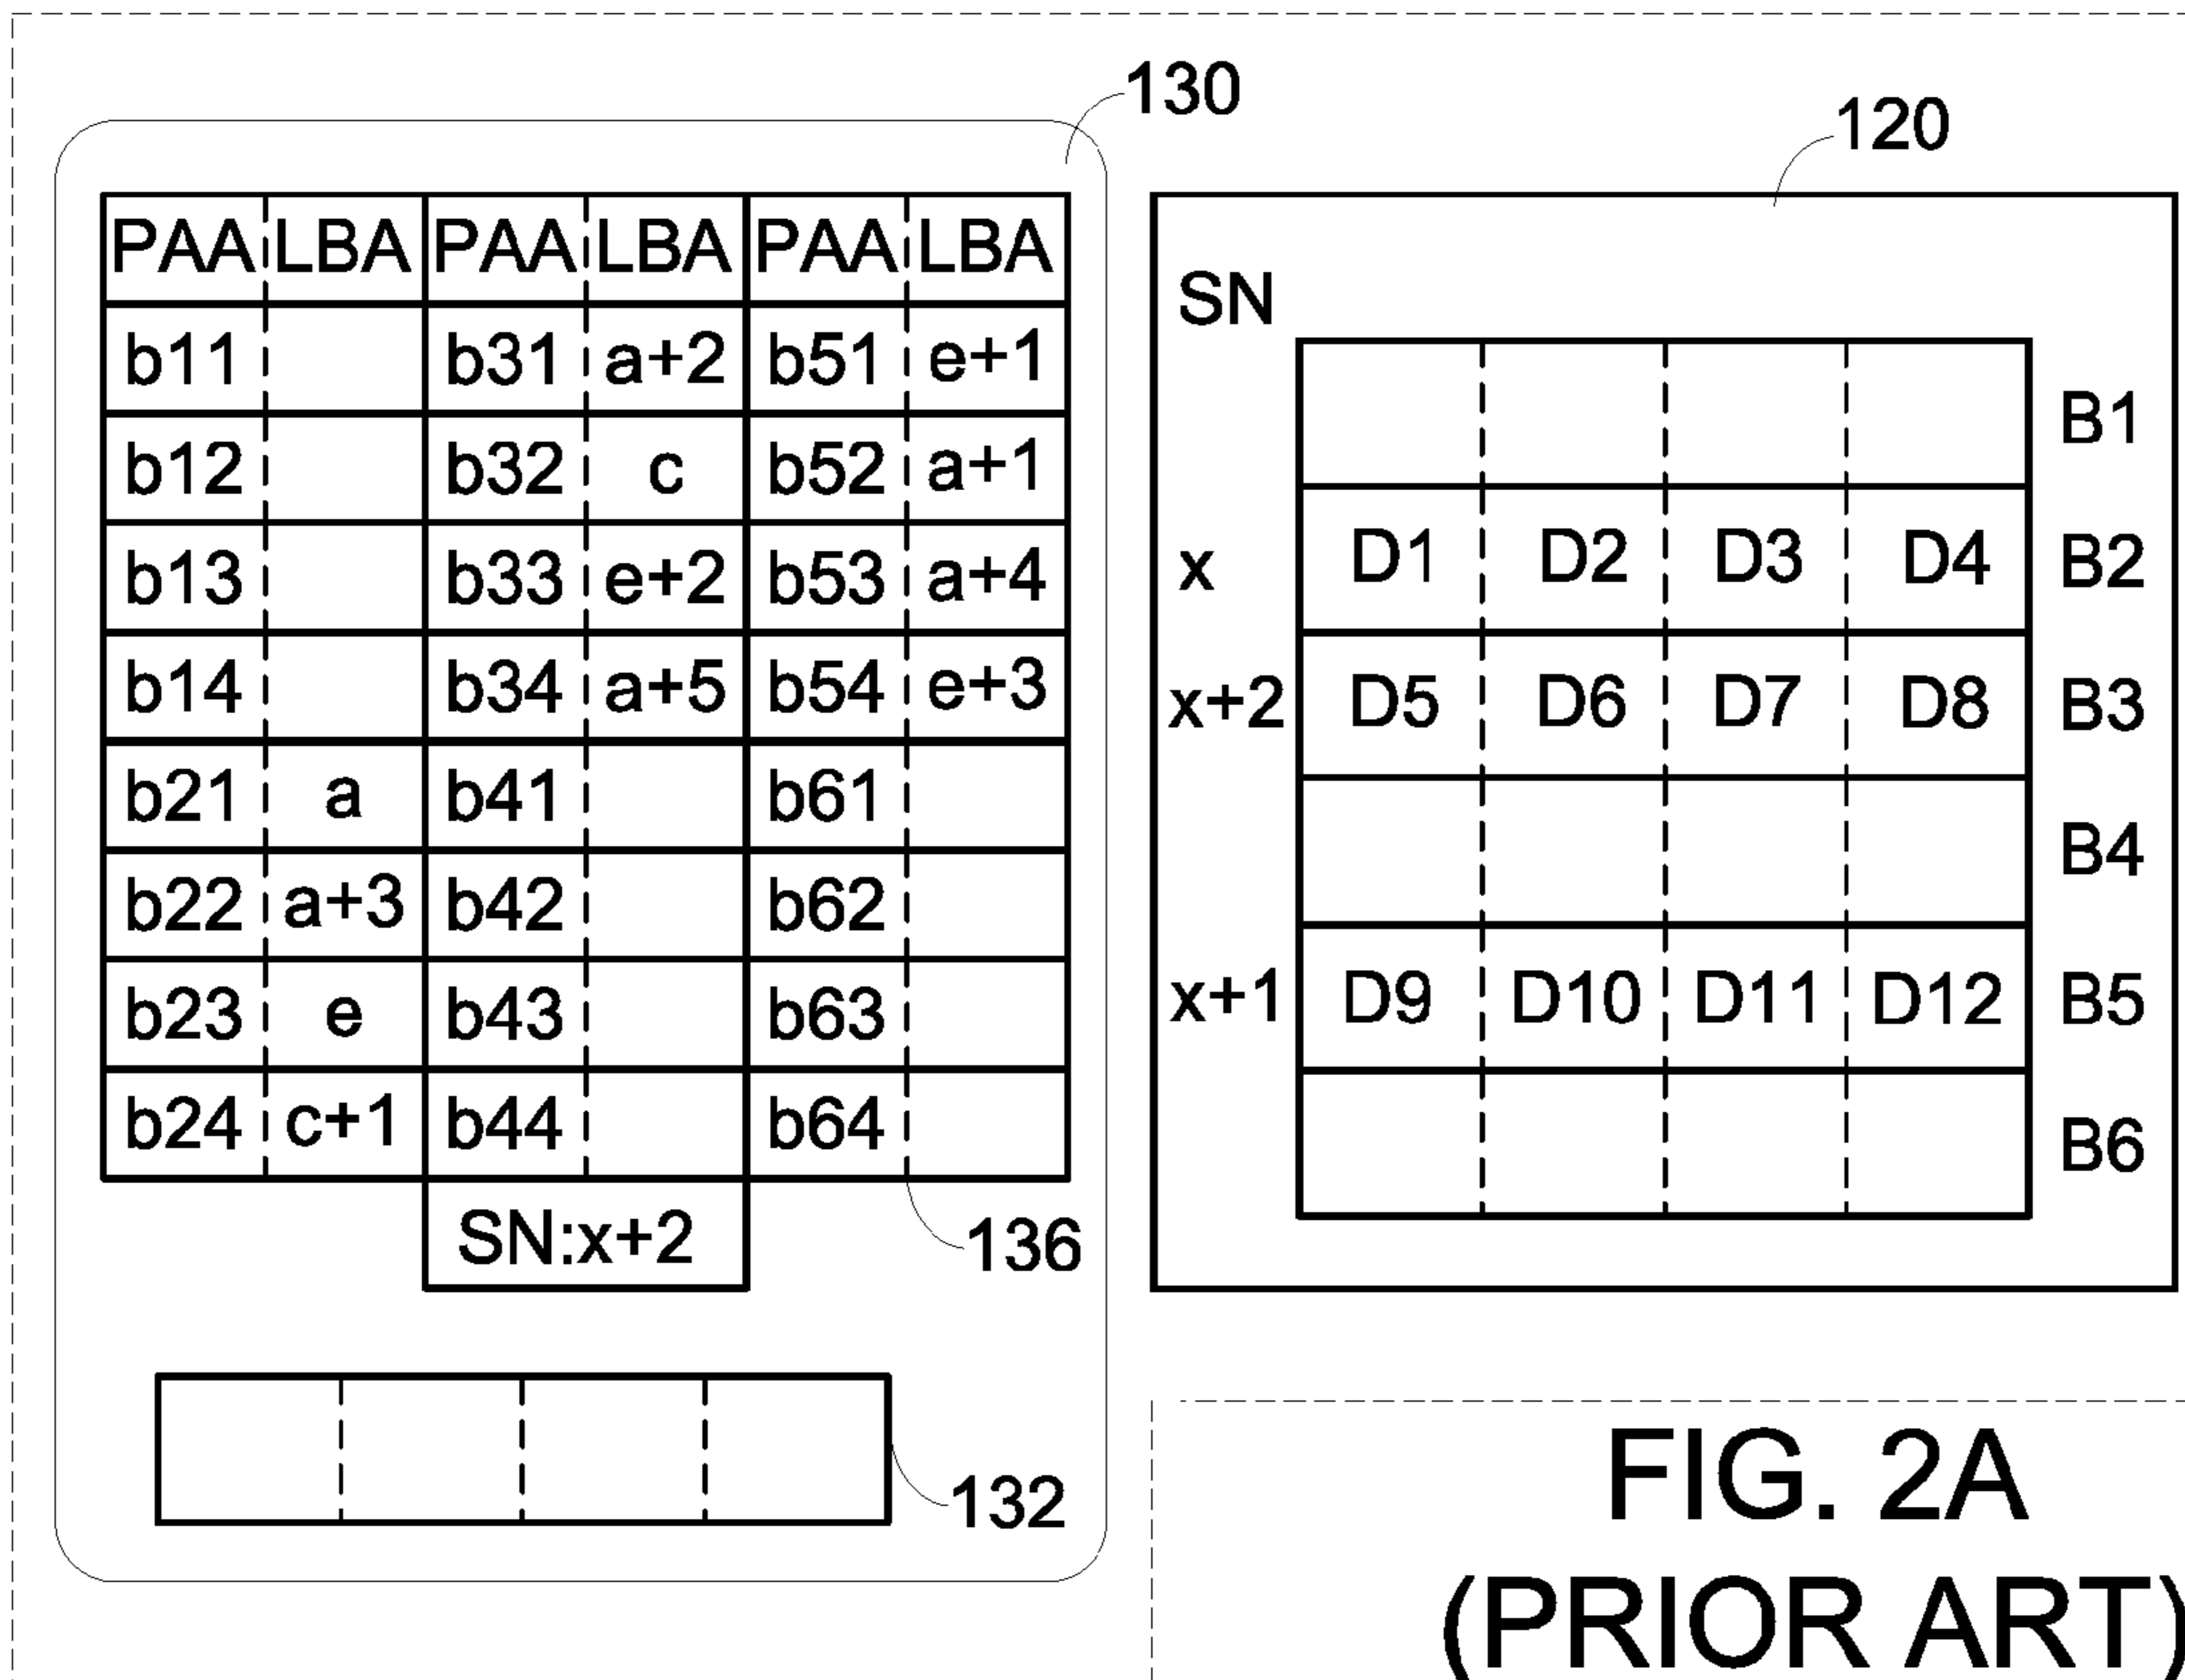 130
120
PAA LBA PAA LBA PAA LBA
b11 b31 a+2 b51 e+1
b12 b32 c b52 a+1
b13 b33 e+2 b53 a+4
b14 b34 a+5 b54 e+3
b21 a b41 b61
b22 a+3 b42 b62
b23 e b43 b63
b24 c+1 b44 b64
SN:x+2
136
132
SN
B1
x D1 D2 D3 D4 B2
x+2 D5 D6 D7 D8 B3
B4
x+1 D9 D10 D11 D12 B5
B6
FIG. 2A
(PRIOR ART)